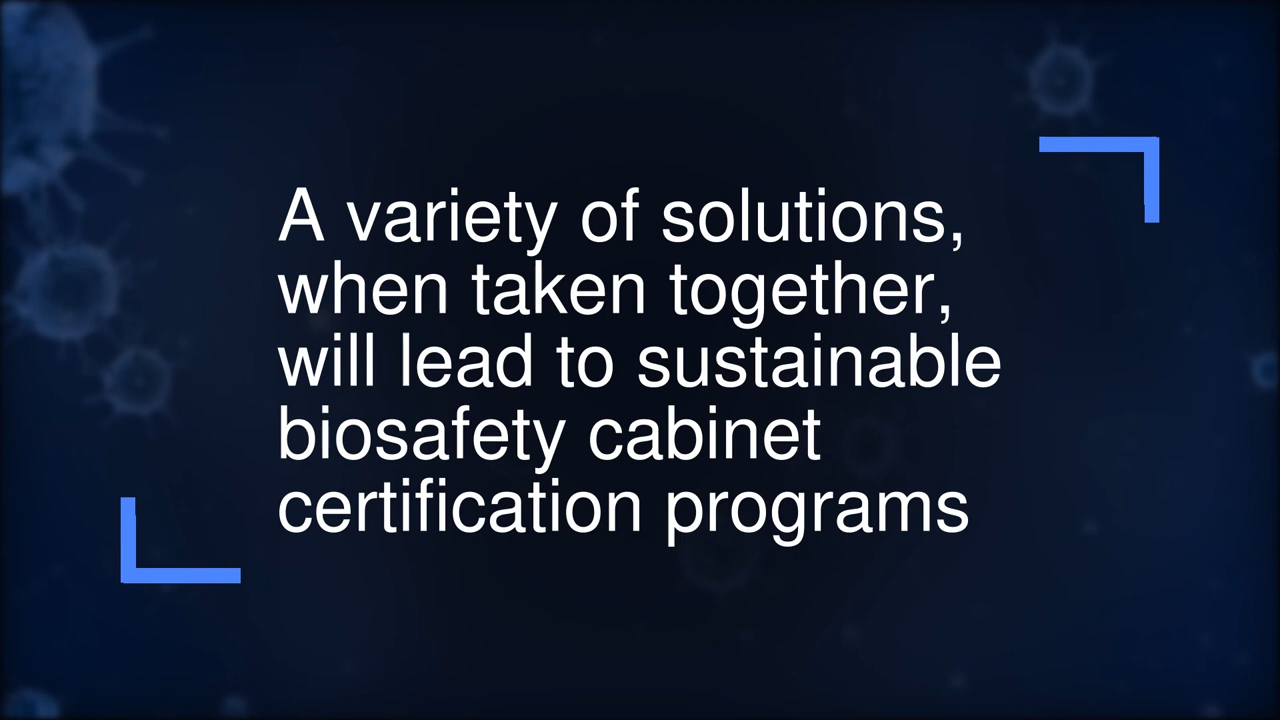 A variety of solutions,
when taken together,
will lead to sustainable
biosafety cabinet
certification programs